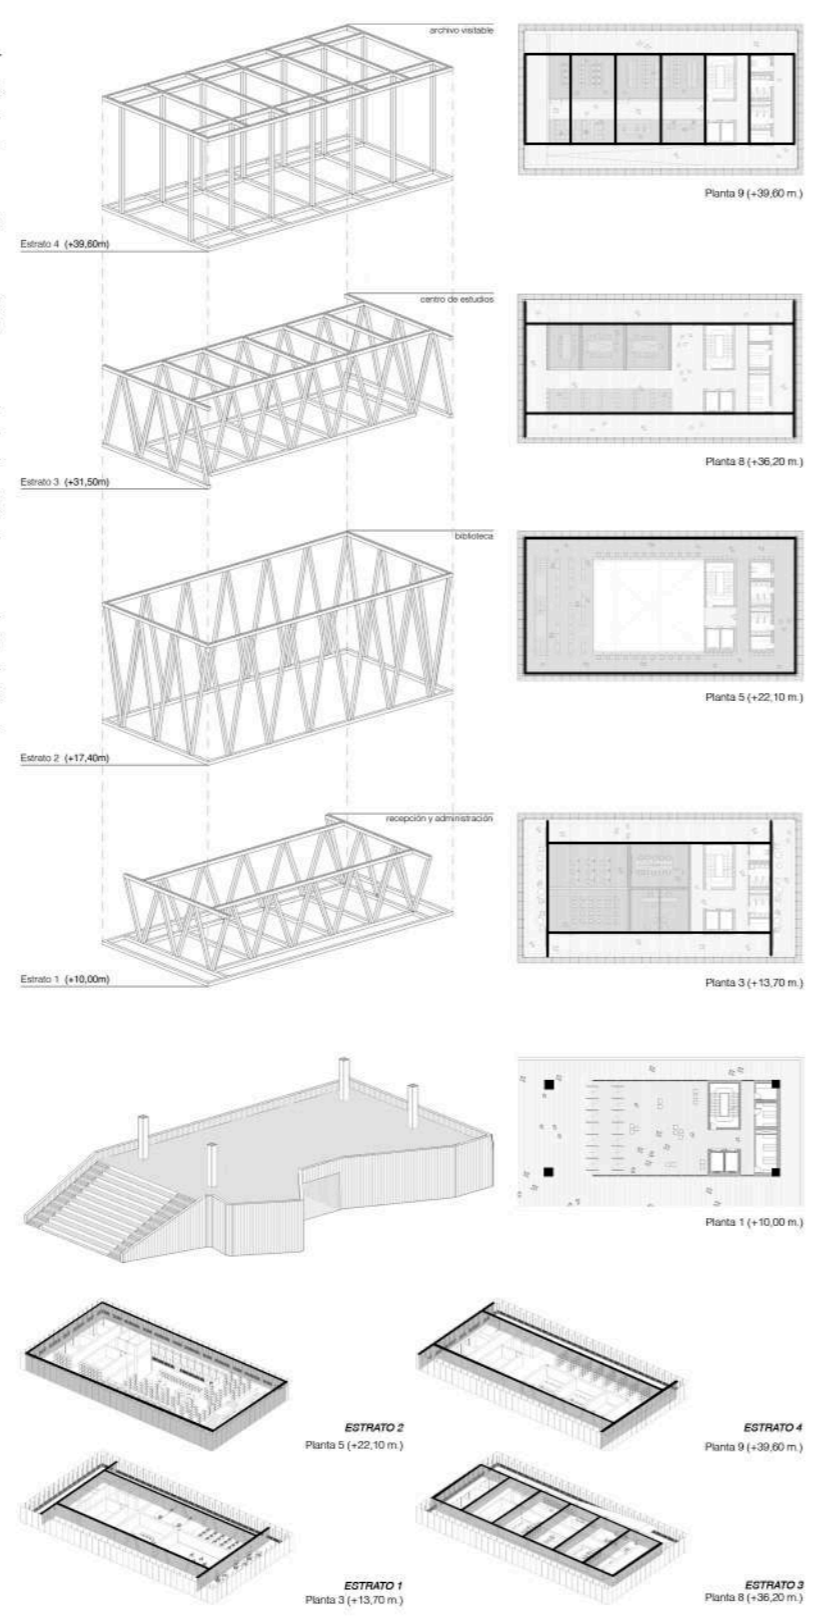 archivo visitable
Planta 9 (+39,60 m.)
Estrato 4 (+39,60m)
centro de estudios
Planta 8 (+36,20 m.)
Estrato 3 (+31,50m)
biblioteca
Planta 5 (+22,10 m.)
Estrato 2 (+17,40m)
recepción y administración
Planta 3 (+13,70 m.)
Estrato 1 (+10,00m)
Planta 1 (+10,00 m.)
ESTRATO 2
Planta 5 (+22,10 m.)
ESTRATO 4
Planta 9 (+39,60 m.)
ESTRATO 1
Planta 3 (+13,70 m.)
ESTRATO 3
Planta 8 (+36,20 m.)